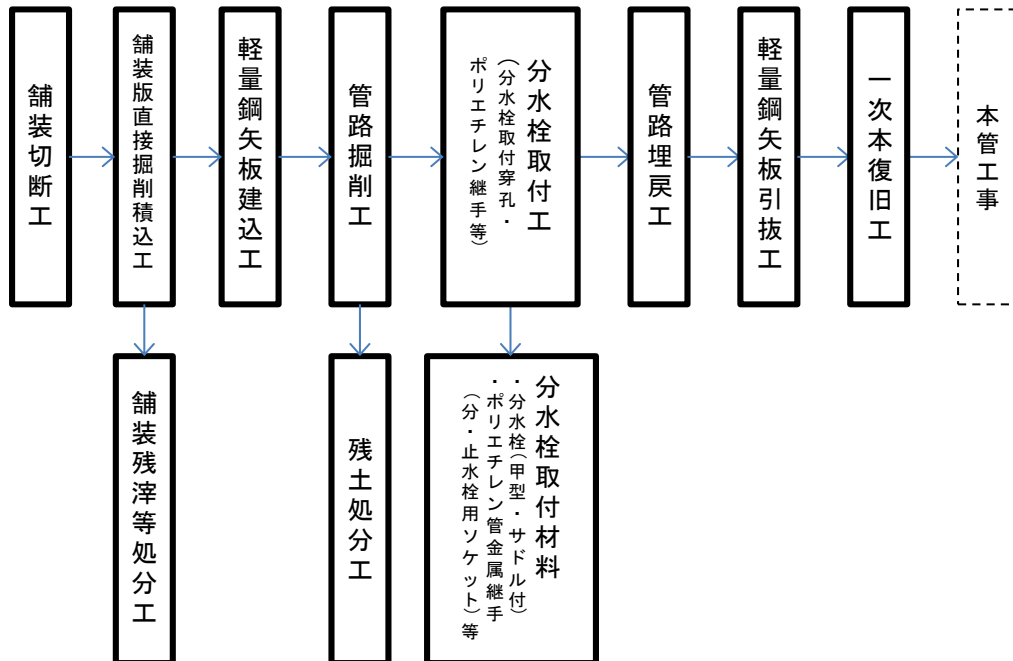 舗装切断工
舗装版直接掘削積込工
軽量鋼矢板建込工
管路掘削工
分水栓取付工
（分水栓取付穿孔・
ポリエチレン継手等）
管路埋戻工
軽量鋼矢板引抜工
一次本復旧工
本管工事
舗装残滓等処分工
残土処分工
分水栓取付材料
・分水栓（甲型・サドル付）
・ポリエチレン管金属継手
（分・止水栓用ソケット）等